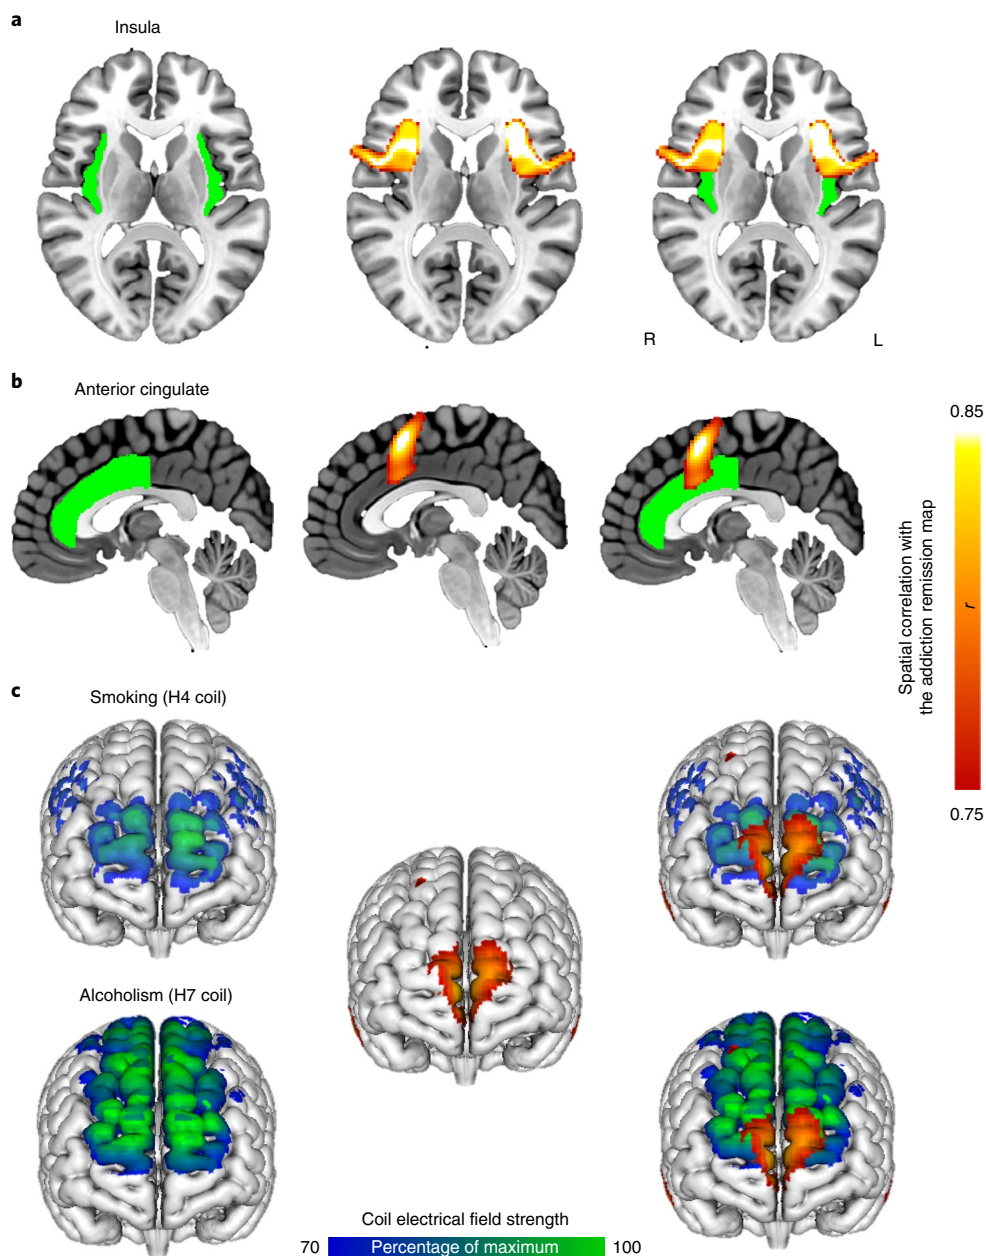 a
Insula
R
L
b
Anterior cingulate
0.85
Spatial correlation with
the addiction remission map
r
0.75
c
Smoking (H4 coil)
Alcoholism (H7 coil)
Coil electrical field strength
70 Percentage of maximum 100